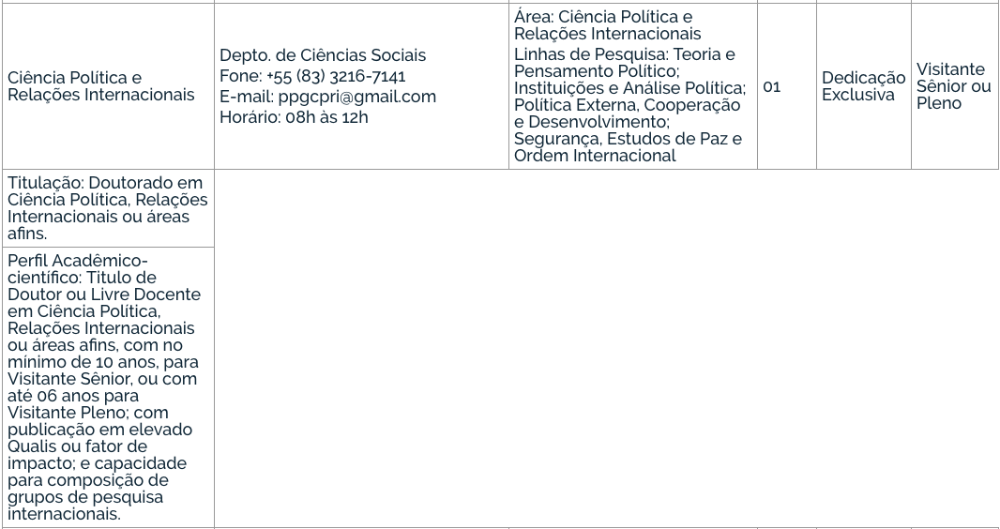 Ciência Política e
Relações Internacionais
Depto. de Ciências Sociais
Fone: +55 (83) 3216-7141
E-mail: ppgcpri@gmail.com
Horário: 08h às 12h
Área: Ciência Política e
Relações Internacionais
Linhas de Pesquisa: Teoria e
Pensamento Político;
Instituições e Análise Política;
Política Externa, Cooperação
e Desenvolvimento;
Segurança, Estudos de Paz e
Ordem Internacional
01
Dedicação
Exclusiva
Visitante
Sênior ou
Pleno
Titulação: Doutorado em
Ciência Política, Relações
Internacionais ou áreas
afins.
Perfil Acadêmico-
científico: Titulo de
Doutor ou Livre Docente
em Ciência Política,
Relações Internacionais
ou áreas afins, com no
mínimo de 10 anos, para
Visitante Sênior, ou com
até 06 anos para
Visitante Pleno; com
publicação em elevado
Qualis ou fator de
impacto; e capacidade
para composição de
grupos de pesquisa
internacionais.